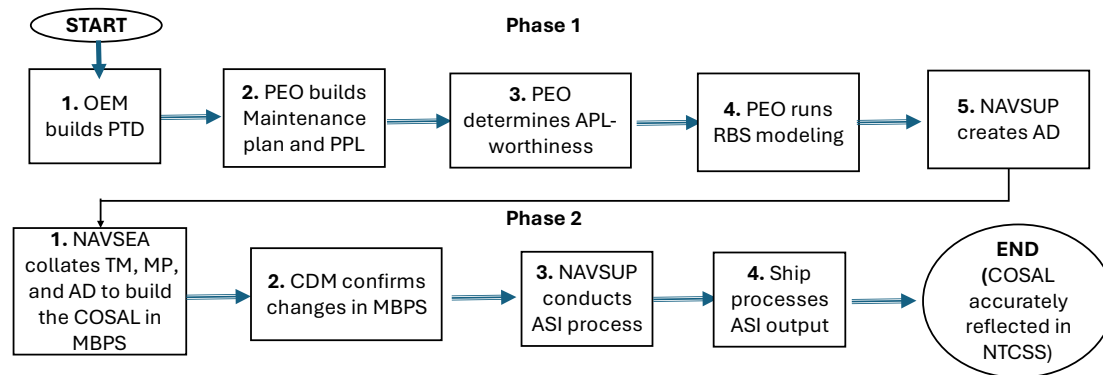 START
Phase 1
1. OEM
builds PTD
2. PEO builds
Maintenance
plan and PPL
3. PEO
determines APL-
worthiness
4. PEO runs
RBS modeling
5. NAVSUP
creates AD
Phase 2
1. NAVSEA
collates TM, MP,
and AD to build
the COSAL in
MBPS
2. CDM confirms
changes in MBPS
3. NAVSUP
conducts
ASI process
4. Ship
processes
ASI output
END
(COSAL
accurately
reflected in
NTCSS)